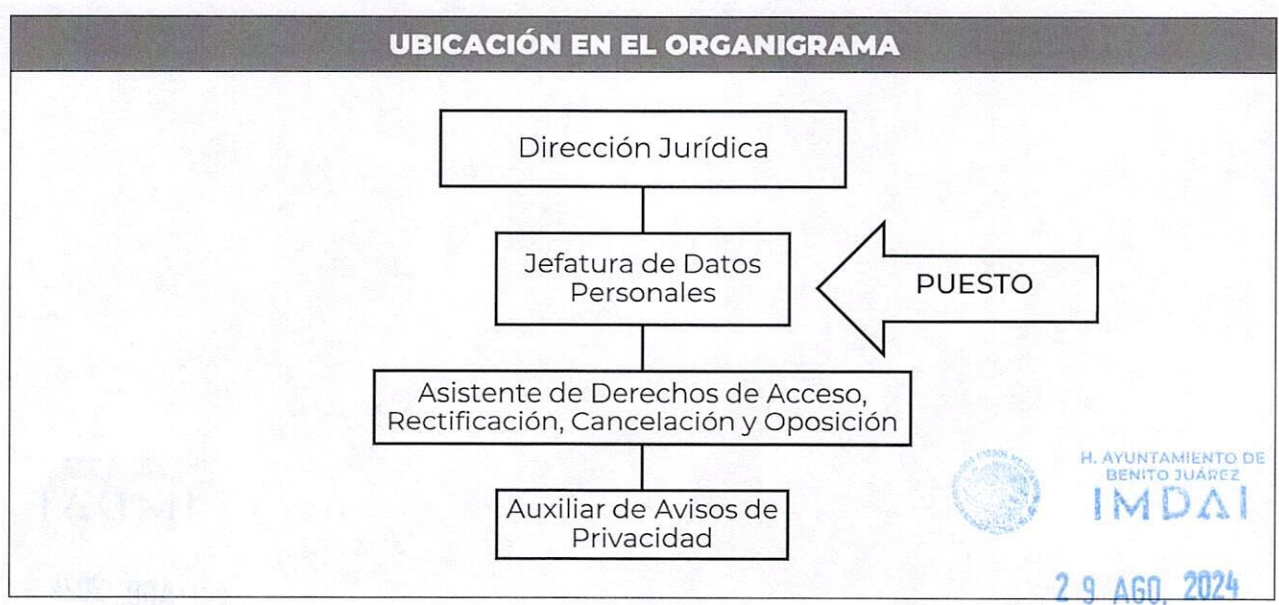 UBICACIÓN EN EL ORGANIGRAMA
Dirección Jurídica
Jefatura de Datos
Personales
PUESTO
Asistente de Derechos de Acceso,
Rectificación, Cancelación y Oposición
Auxiliar de Avisos de
Privacidad
H. AYUNTAMIENTO DE
BENITO JUÁREZ
IMDAI
29 AGO. 2024